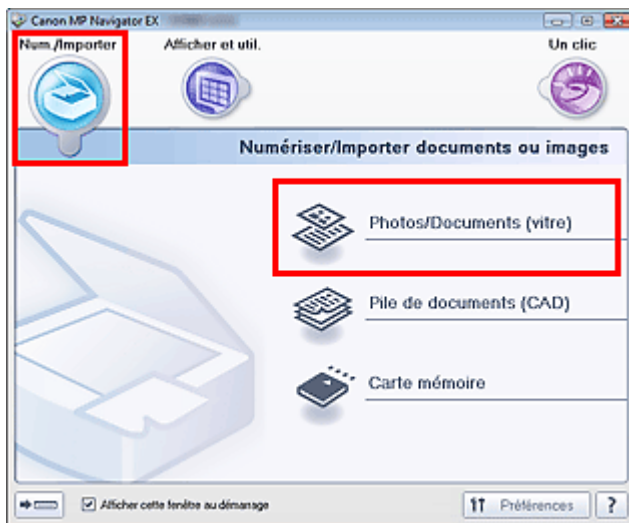 Canon MP Navigator EX
Num./Importer
Afficher et util.
Un clic
Numériser/Importer documents ou images
Photos/Documents (vitre)
Pile de documents (CAD)
Carte mémoire
Afficher cette fenêtre au démarrage
Préférences
?